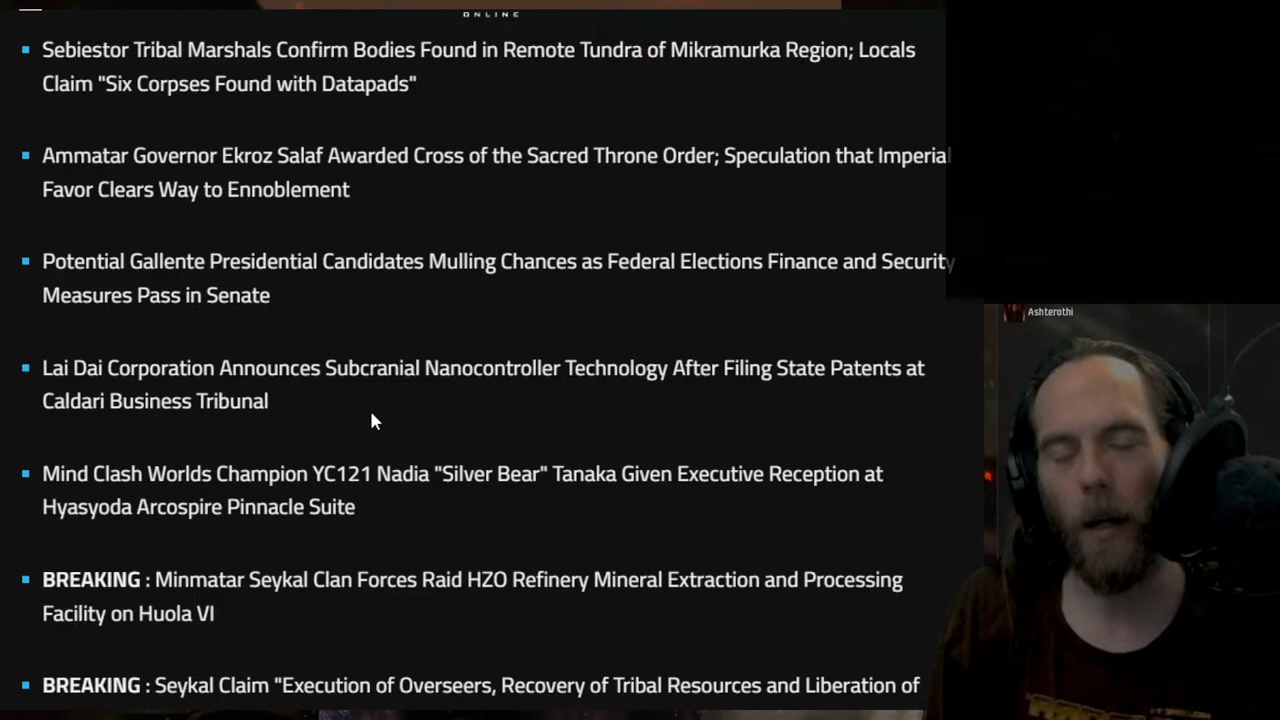 ONLINE
Sebiestor Tribal Marshals Confirm Bodies Found in Remote Tundra of Mikramurka Region; Locals
Claim "Six Corpses Found with Datapads"
Ammatar Governor Ekroz Salaf Awarded Cross of the Sacred Throne Order; Speculation that Imperial
Favor Clears Way to Ennoblement
Potential Gallente Presidential Candidates Mulling Chances as Federal Elections Finance and Security
Measures Pass in Senate
Lai Dai Corporation Announces Subcranial Nanocontroller Technology After Filing State Patents at
Caldari Business Tribunal
Mind Clash Worlds Champion YC121 Nadia "Silver Bear" Tanaka Given Executive Reception at
Hyasyoda Arcospire Pinnacle Suite
BREAKING : Minmatar Seykal Clan Forces Raid HZO Refinery Mineral Extraction and Processing
Facility on Huola VI
BREAKING : Seykal Claim "Execution of Overseers, Recovery of Tribal Resources and Liberation of
Ashterothi